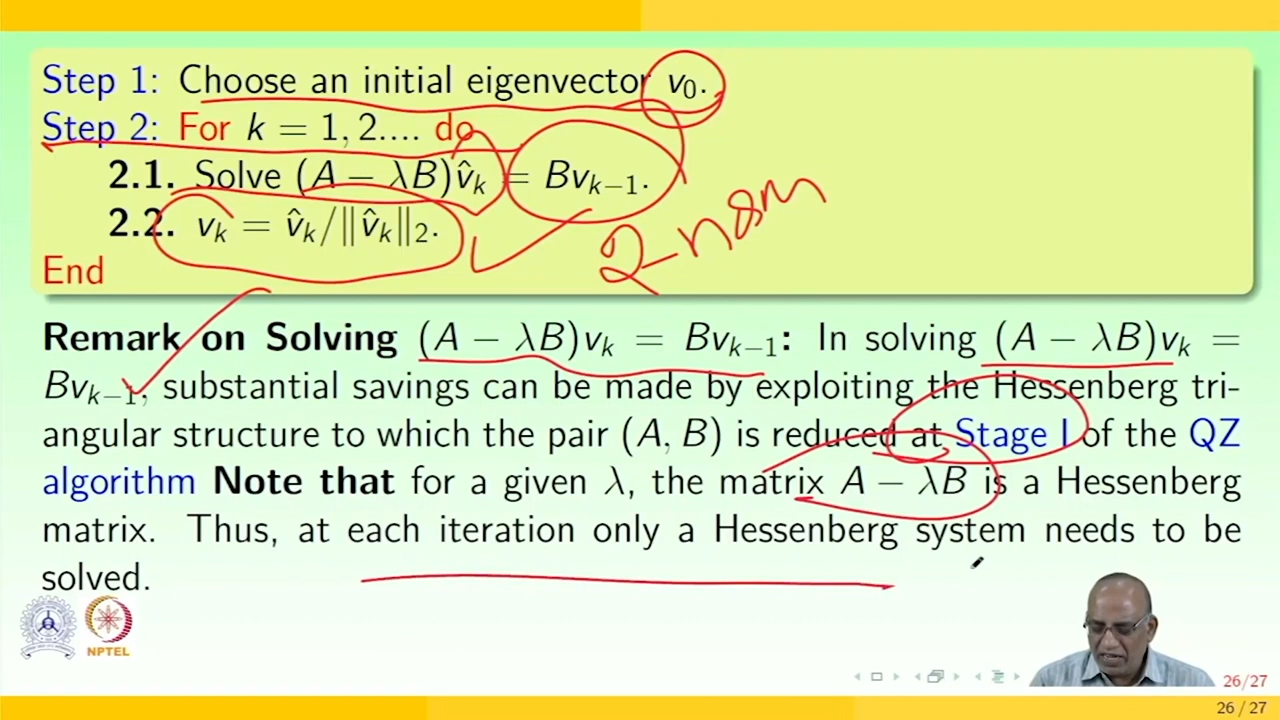 Step 1: Choose an initial eigenvector v₀.
Step 2: For k = 1, 2.... do
2.1. Solve (A − λB)v̂ₖ = Bvₖ₋₁.
2.2. vₖ = v̂ₖ/‖v̂ₖ‖₂.
2-norm
End
Remark on Solving (A − λB)vₖ = Bvₖ₋₁: In solving (A − λB)vₖ =
Bvₖ₋₁, substantial savings can be made by exploiting the Hessenberg tri-
angular structure to which the pair (A, B) is reduced at Stage I of the QZ
algorithm Note that for a given λ, the matrix A − λB is a Hessenberg
matrix. Thus, at each iteration only a Hessenberg system needs to be
solved.
NPTEL
26/27
26 / 27